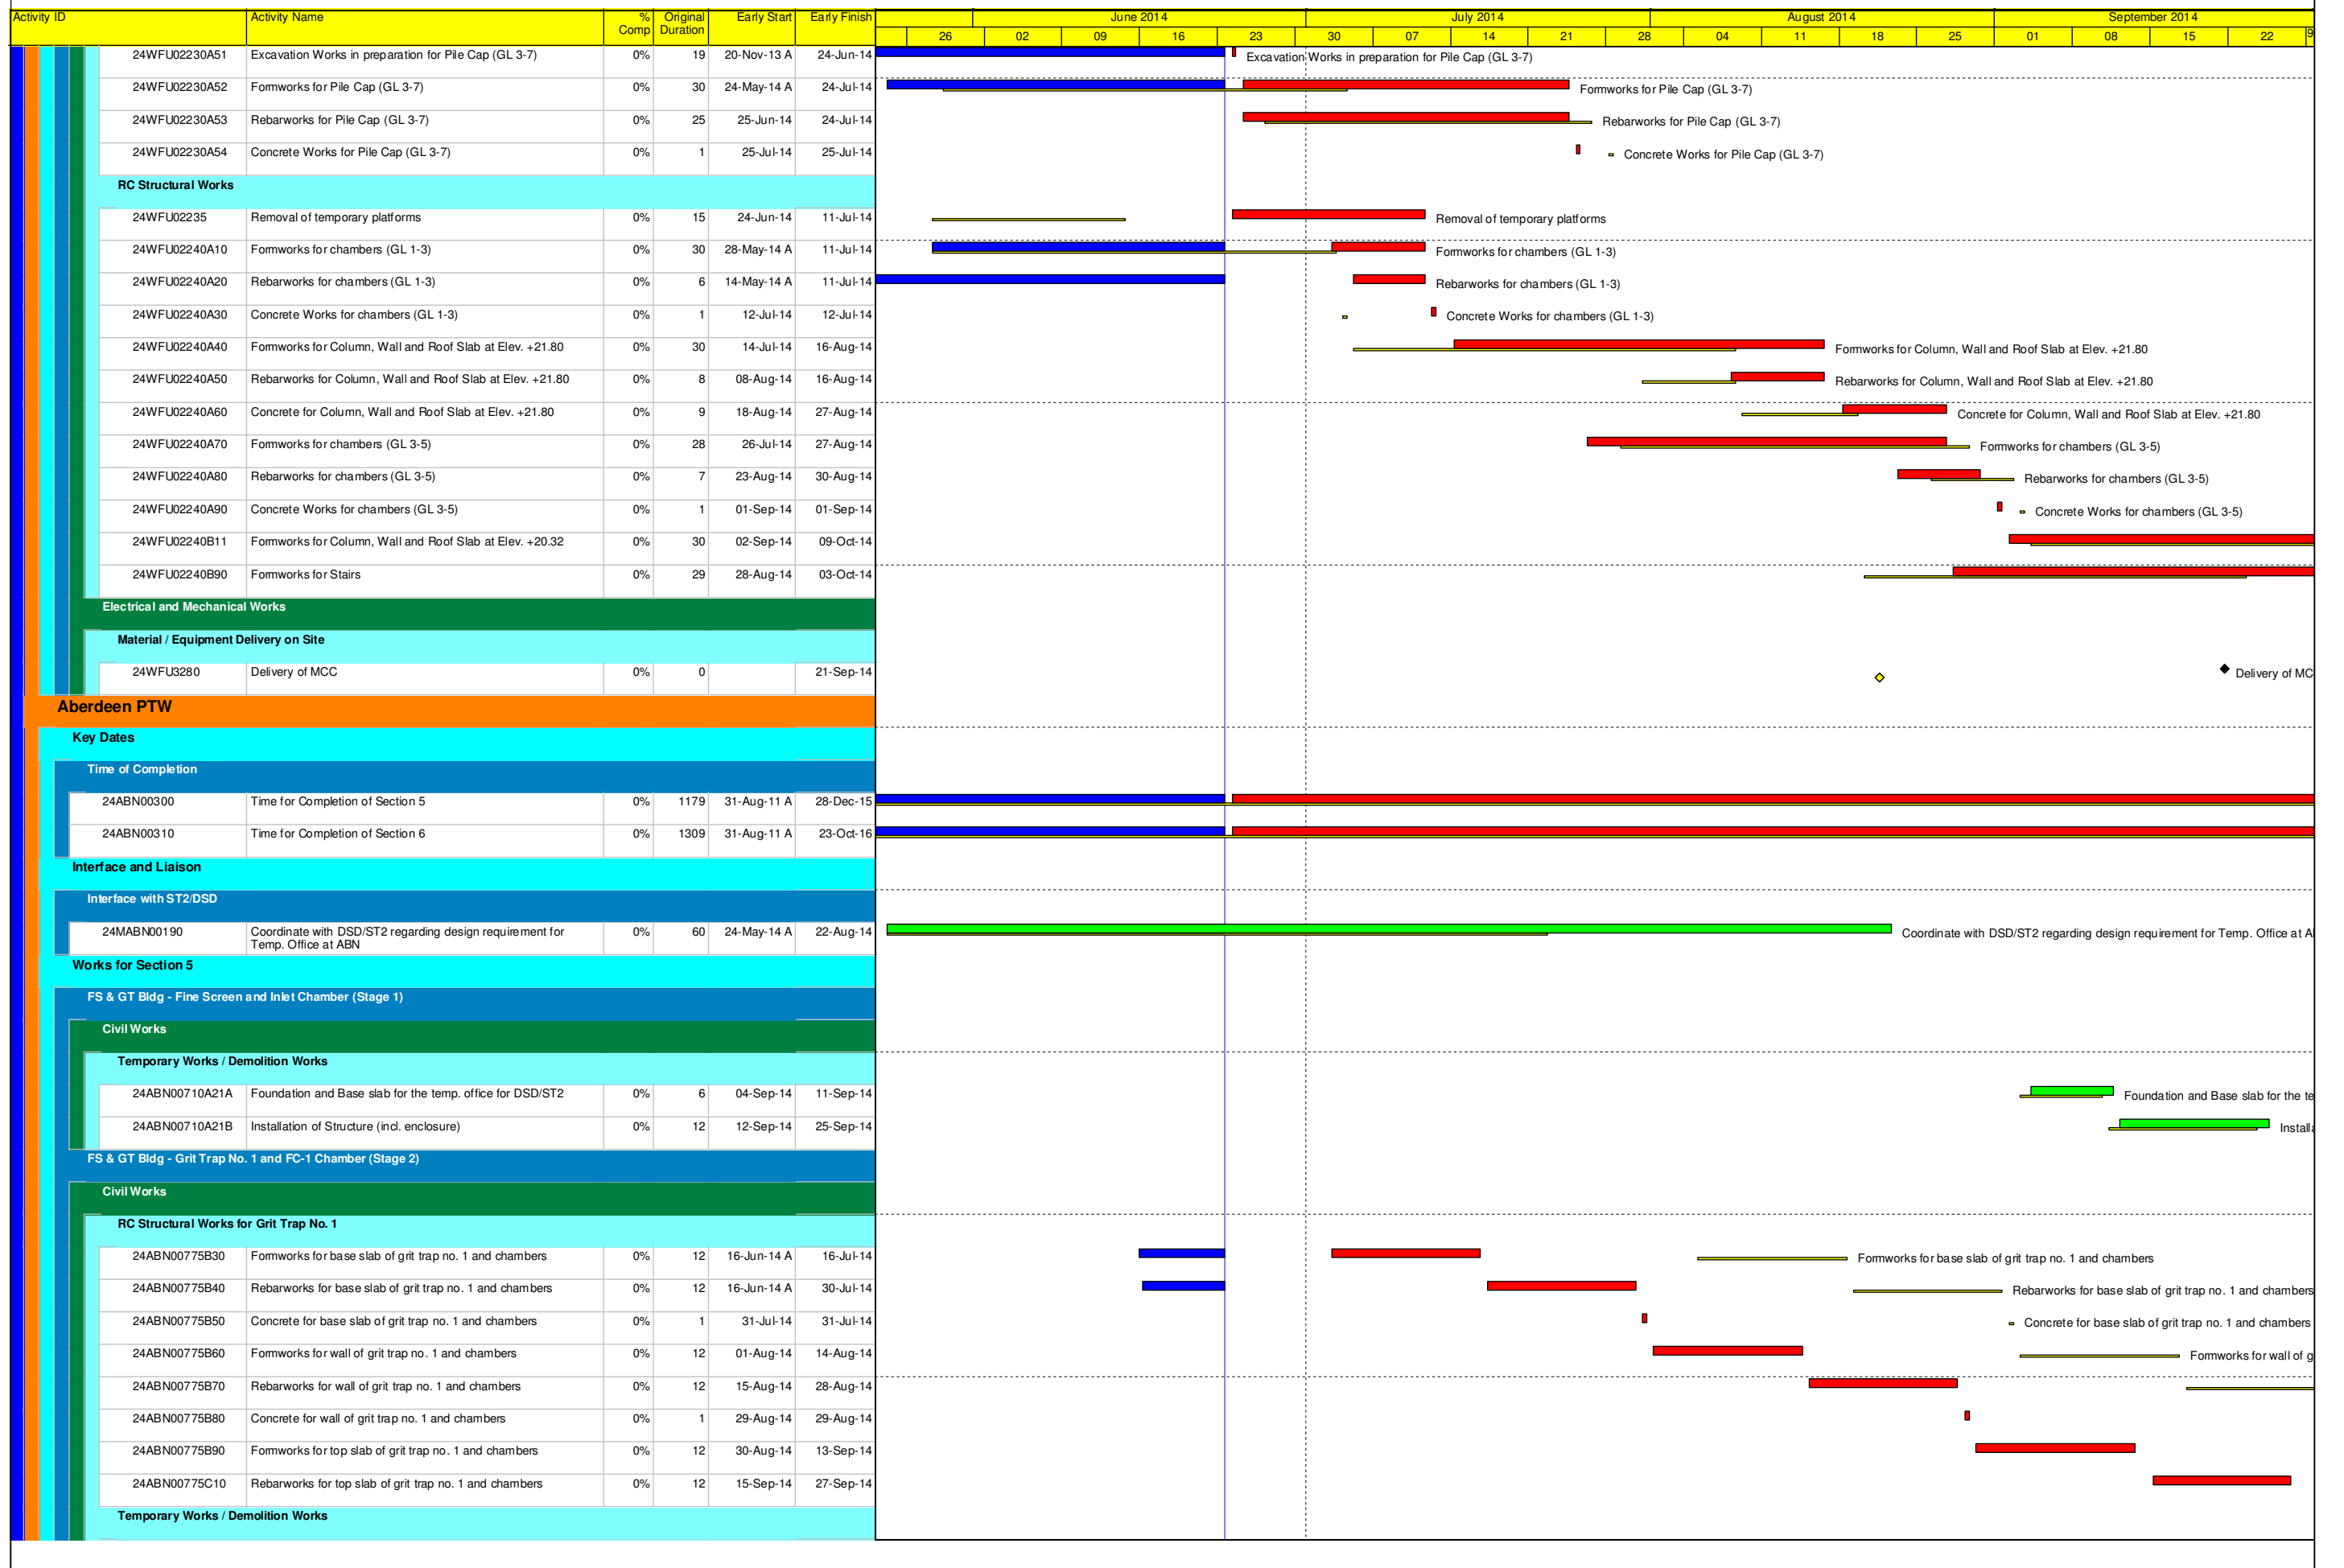 Activity ID Activity Name % Comp Original Duration Early Start Early Finish June 2014 July 2014 August 2014 September 2014
26 02 09 16 23 30 07 14 21 28 04 11 18 25 01 08 15 22
24WFU02230A51 Excavation Works in preparation for Pile Cap (GL 3-7) 0% 19 20-Nov-13 A 24-Jun-14 Excavation Works in preparation for Pile Cap (GL 3-7)
24WFU02230A52 Formworks for Pile Cap (GL 3-7) 0% 30 24-May-14 A 24-Jul-14 Formworks for Pile Cap (GL 3-7)
24WFU02230A53 Rebarworks for Pile Cap (GL 3-7) 0% 25 25-Jun-14 24-Jul-14 Rebarworks for Pile Cap (GL 3-7)
24WFU02230A54 Concrete Works for Pile Cap (GL 3-7) 0% 1 25-Jul-14 25-Jul-14 Concrete Works for Pile Cap (GL 3-7)
RC Structural Works
24WFU02235 Removal of temporary platforms 0% 15 24-Jun-14 11-Jul-14 Removal of temporary platforms
24WFU02240A10 Formworks for chambers (GL 1-3) 0% 30 28-May-14 A 11-Jul-14 Formworks for chambers (GL 1-3)
24WFU02240A20 Rebarworks for chambers (GL 1-3) 0% 6 14-May-14 A 11-Jul-14 Rebarworks for chambers (GL 1-3)
24WFU02240A30 Concrete Works for chambers (GL 1-3) 0% 1 12-Jul-14 12-Jul-14 Concrete Works for chambers (GL 1-3)
24WFU02240A40 Formworks for Column, Wall and Roof Slab at Elev. +21.80 0% 30 14-Jul-14 16-Aug-14 Formworks for Column, Wall and Roof Slab at Elev. +21.80
24WFU02240A50 Rebarworks for Column, Wall and Roof Slab at Elev. +21.80 0% 8 08-Aug-14 16-Aug-14 Rebarworks for Column, Wall and Roof Slab at Elev. +21.80
24WFU02240A60 Concrete for Column, Wall and Roof Slab at Elev. +21.80 0% 9 18-Aug-14 27-Aug-14 Concrete for Column, Wall and Roof Slab at Elev. +21.80
24WFU02240A70 Formworks for chambers (GL 3-5) 0% 28 26-Jul-14 27-Aug-14 Formworks for chambers (GL 3-5)
24WFU02240A80 Rebarworks for chambers (GL 3-5) 0% 7 23-Aug-14 30-Aug-14 Rebarworks for chambers (GL 3-5)
24WFU02240A90 Concrete Works for chambers (GL 3-5) 0% 1 01-Sep-14 01-Sep-14 Concrete Works for chambers (GL 3-5)
24WFU02240B11 Formworks for Column, Wall and Roof Slab at Elev. +20.32 0% 30 02-Sep-14 09-Oct-14
24WFU02240B90 Formworks for Stairs 0% 29 28-Aug-14 03-Oct-14
Electrical and Mechanical Works
Material / Equipment Delivery on Site
24WFU3280 Delivery of MCC 0% 0 21-Sep-14 Delivery of MC
Aberdeen PTW
Key Dates
Time of Completion
24ABN00300 Time for Completion of Section 5 0% 1179 31-Aug-11 A 28-Dec-15
24ABN00310 Time for Completion of Section 6 0% 1309 31-Aug-11 A 23-Oct-16
Interface and Liaison
Interface with ST2/DSD
24MABN00190 Coordinate with DSD/ST2 regarding design requirement for 0% 60 24-May-14 A 22-Aug-14 Coordinate with DSD/ST2 regarding design requirement for Temp. Office at A
Temp. Office at ABN
Works for Section 5
FS & GT Bldg - Fine Screen and Inlet Chamber (Stage 1)
Civil Works
Temporary Works / Demolition Works
24ABN00710A21A Foundation and Base slab for the temp. office for DSD/ST2 0% 6 04-Sep-14 11-Sep-14 Foundation and Base slab for the te
24ABN00710A21B Installation of Structure (incl. enclosure) 0% 12 12-Sep-14 25-Sep-14 Installa
FS & GT Bldg - Grit Trap No. 1 and FC-1 Chamber (Stage 2)
Civil Works
RC Structural Works for Grit Trap No. 1
24ABN00775B30 Formworks for base slab of grit trap no. 1 and chambers 0% 12 16-Jun-14 A 16-Jul-14 Formworks for base slab of grit trap no. 1 and chambers
24ABN00775B40 Rebarworks for base slab of grit trap no. 1 and chambers 0% 12 16-Jun-14 A 30-Jul-14 Rebarworks for base slab of grit trap no. 1 and chambers
24ABN00775B50 Concrete for base slab of grit trap no. 1 and chambers 0% 1 31-Jul-14 31-Jul-14 Concrete for base slab of grit trap no. 1 and chambers
24ABN00775B60 Formworks for wall of grit trap no. 1 and chambers 0% 12 01-Aug-14 14-Aug-14 Formworks for wall of g
24ABN00775B70 Rebarworks for wall of grit trap no. 1 and chambers 0% 12 15-Aug-14 28-Aug-14
24ABN00775B80 Concrete for wall of grit trap no. 1 and chambers 0% 1 29-Aug-14 29-Aug-14
24ABN00775B90 Formworks for top slab of grit trap no. 1 and chambers 0% 12 30-Aug-14 13-Sep-14
24ABN00775C10 Rebarworks for top slab of grit trap no. 1 and chambers 0% 12 15-Sep-14 27-Sep-14
Temporary Works / Demolition Works